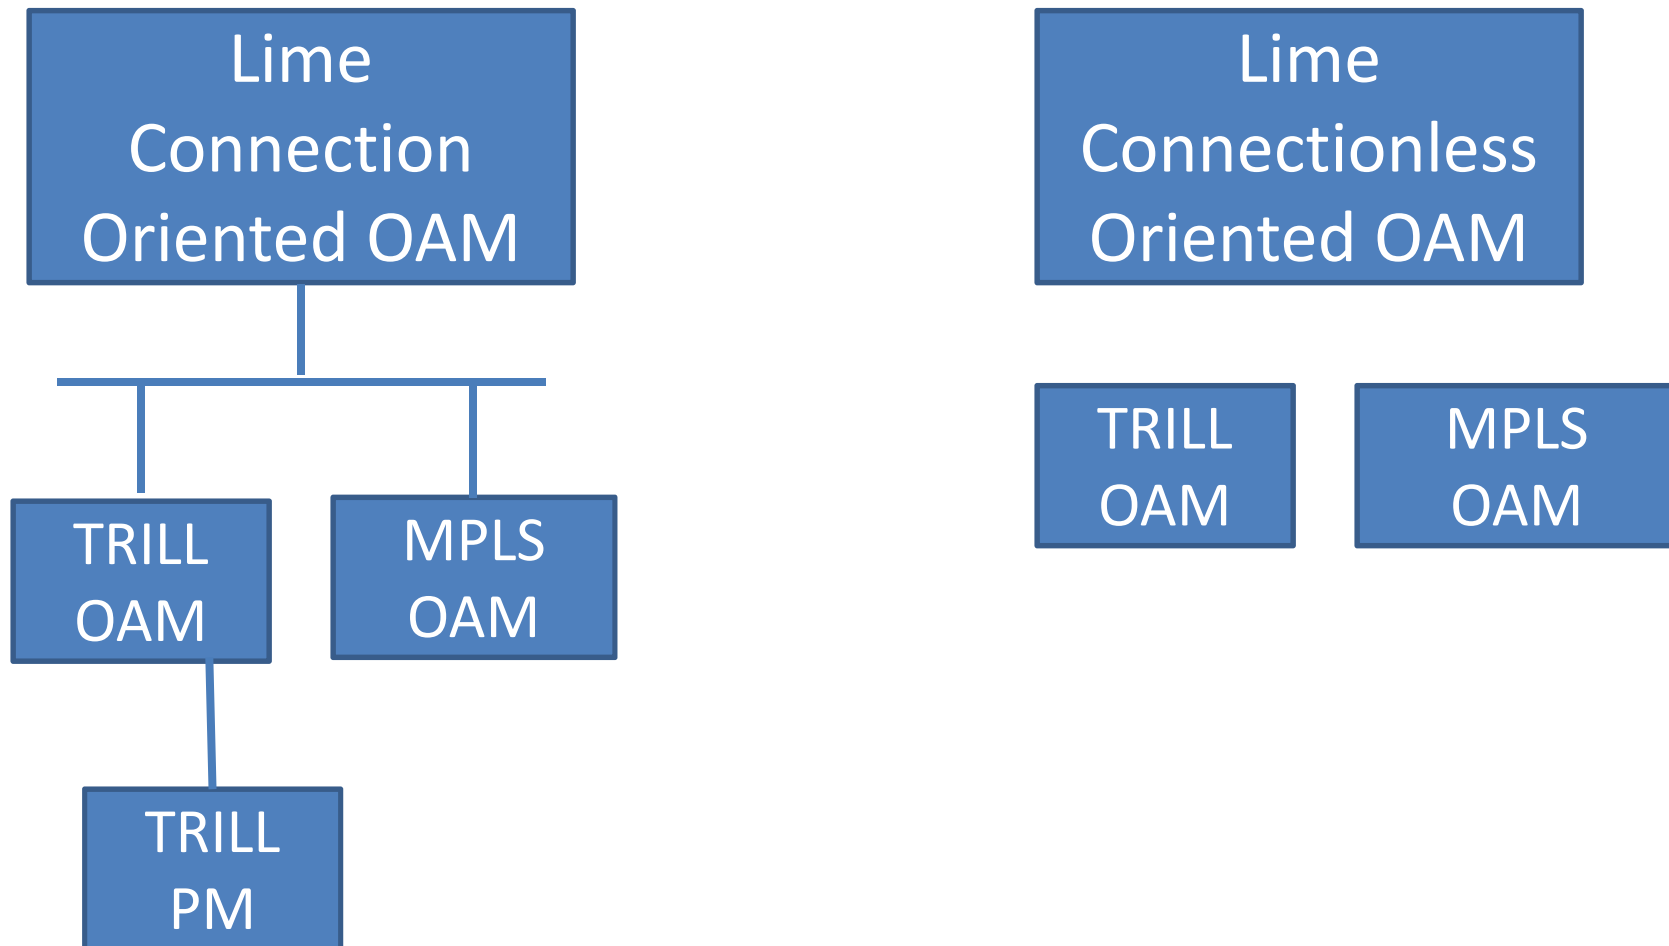 Lime
Connection
Oriented OAM
Lime
Connectionless
Oriented OAM
TRILL
OAM
MPLS
OAM
TRILL
OAM
MPLS
OAM
TRILL
PM